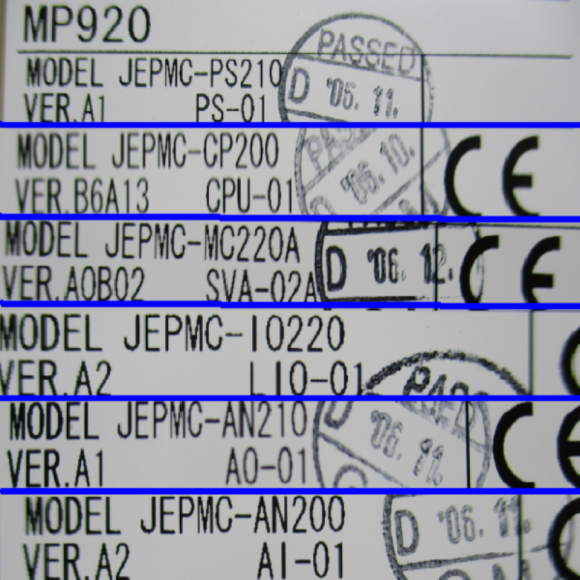 MP920
MODEL JEPMC-PS210
VER.A1 PS-01
PASSED
D '06. 11.
MODEL JEPMC-CP200
VER.B6A13 CPU-01
'06.10.
CE
MODEL JEPMC-MC220A
VER.A0B02 SVA-02A
D '06. 12.
CE
MODEL JEPMC-IO220
VER.A2 LIO-01
MODEL JEPMC-AN210
VER.A1 AO-01
D '06. 11.
CE
MODEL JEPMC-AN200
VER.A2 AI-01
D '06. 11.